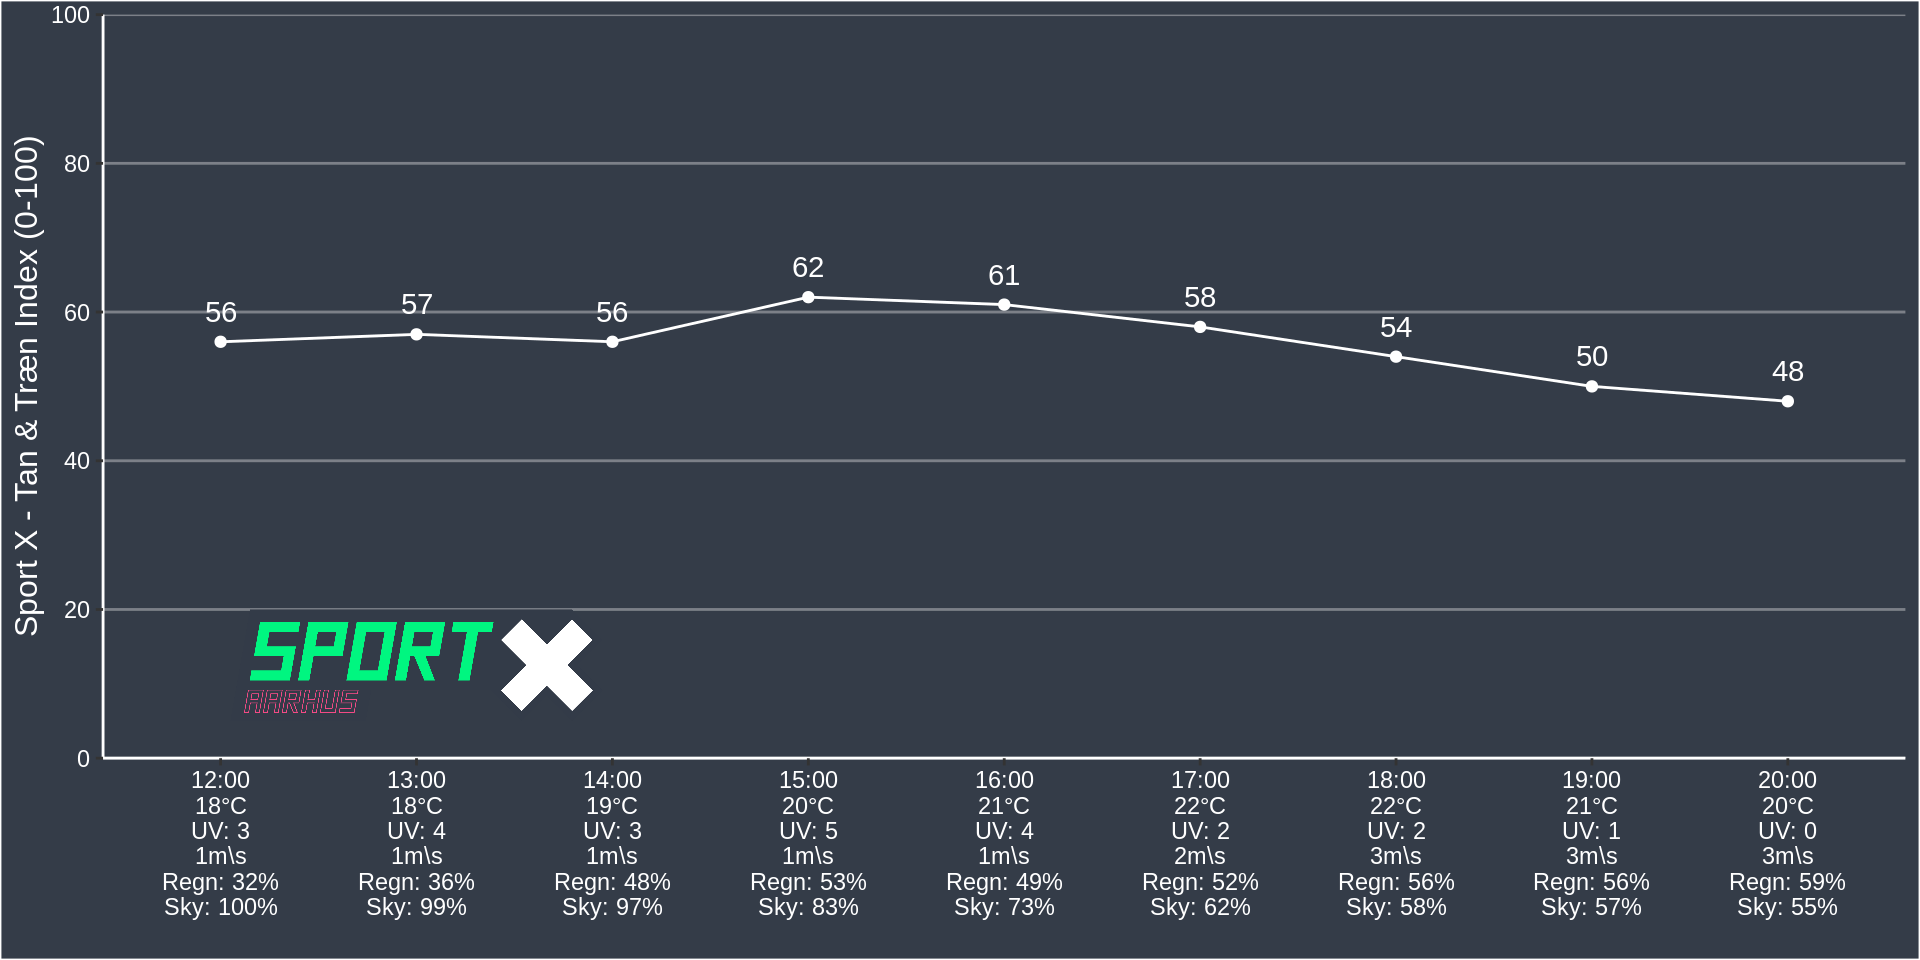 Sport X - Tan & Træn Index (0-100)
100
80
60
40
20
0
56
57
56
62
61
58
54
50
48
SPORT X
AARHUS
12:00 13:00 14:00 15:00 16:00 17:00 18:00 19:00 20:00
18°C 18°C 19°C 20°C 21°C 22°C 22°C 21°C 20°C
UV: 3 UV: 4 UV: 3 UV: 5 UV: 4 UV: 2 UV: 2 UV: 1 UV: 0
1m\s 1m\s 1m\s 1m\s 1m\s 2m\s 3m\s 3m\s 3m\s
Regn: 32% Regn: 36% Regn: 48% Regn: 53% Regn: 49% Regn: 52% Regn: 56% Regn: 56% Regn: 59%
Sky: 100% Sky: 99% Sky: 97% Sky: 83% Sky: 73% Sky: 62% Sky: 58% Sky: 57% Sky: 55%